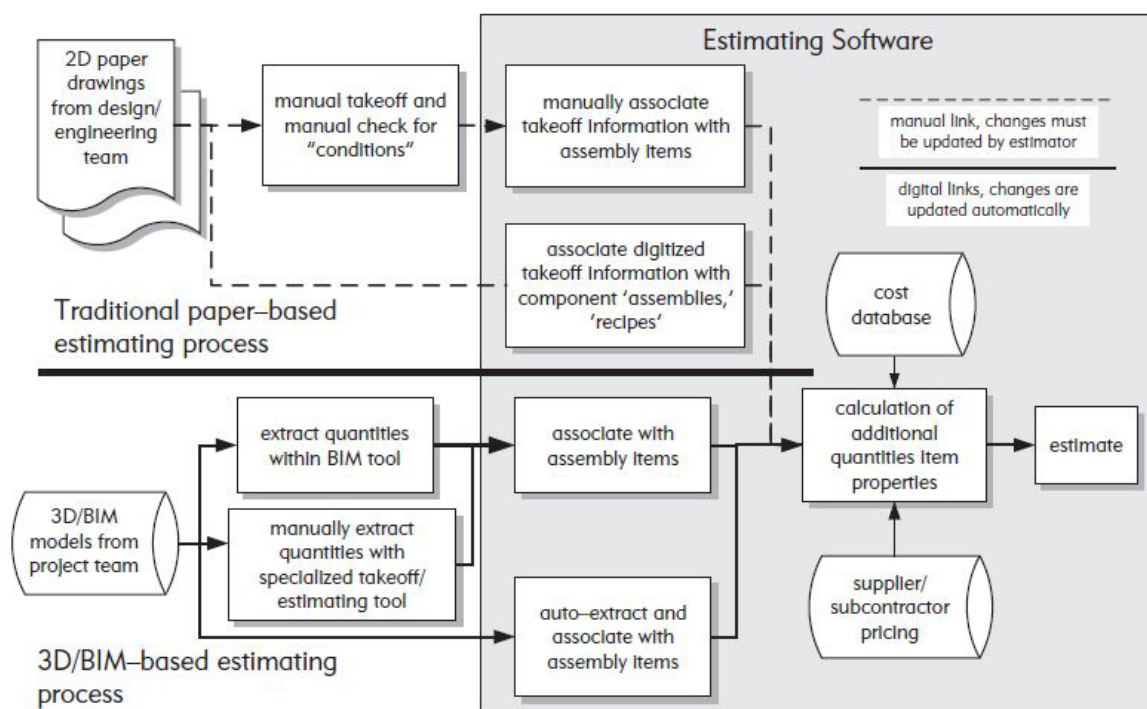 Estimating Software
2D paper
drawings
from design/
engineering
team
manual takeoff and
manual check for
"conditions"
manually associate
takeoff information with
assembly items
manual link, changes must
be updated by estimator
digital links, changes are
updated automatically
associate digitized
takeoff information with
component ‘assemblies,’
‘recipes’
cost
database
Traditional paper–based
estimating process
extract quantities
within BIM tool
associate with
assembly items
calculation of
additional
quantities item
properties
estimate
3D/BIM
models from
project team
manually extract
quantities with
specialized takeoff/
estimating tool
auto–extract and
associate with
assembly items
supplier/
subcontractor
pricing
3D/BIM–based estimating
process